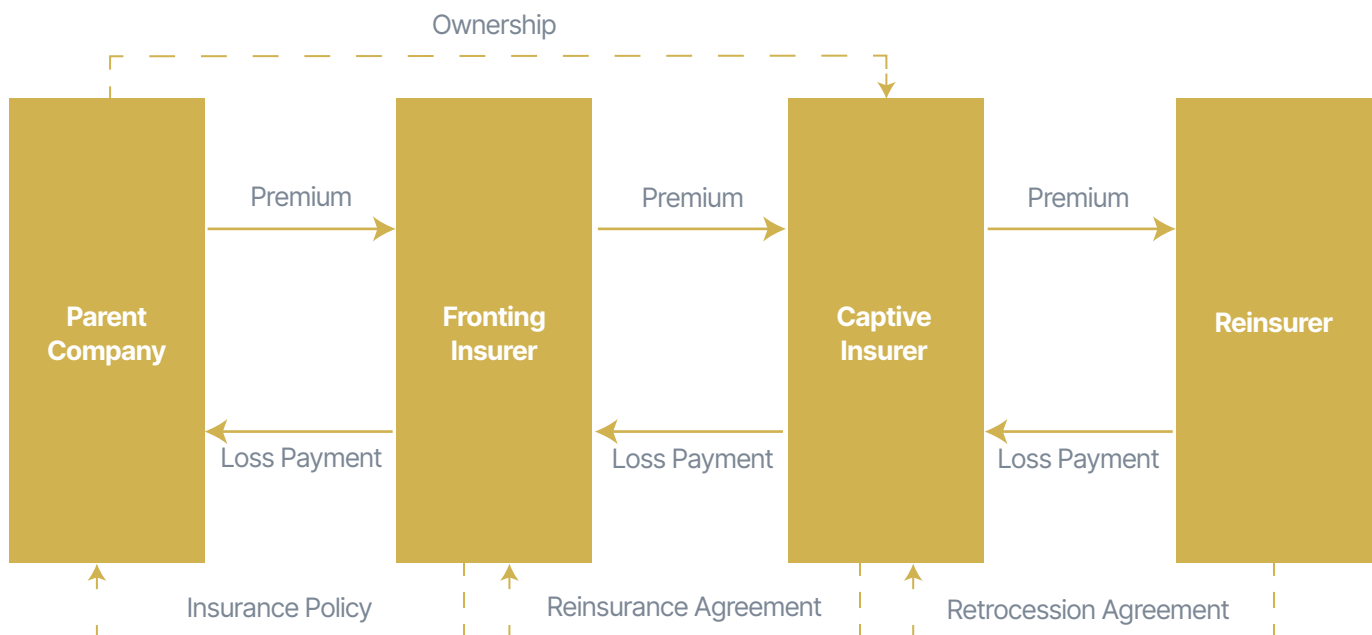 Ownership
Premium
Premium
Premium
Parent
Company
Fronting
Insurer
Captive
Insurer
Reinsurer
Loss Payment
Loss Payment
Loss Payment
Insurance Policy
Reinsurance Agreement
Retrocession Agreement